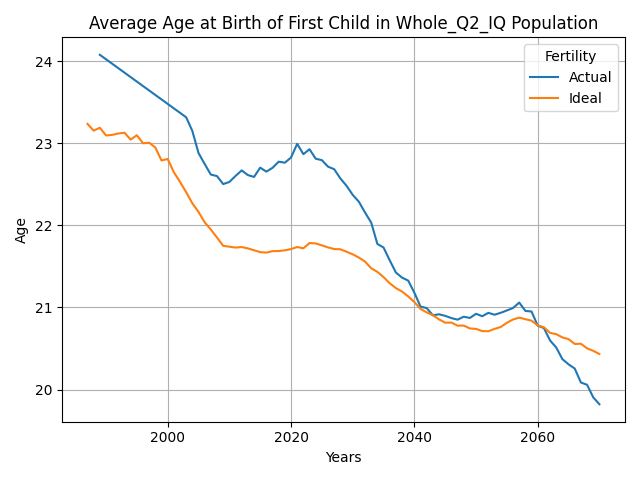 Average Age at Birth of First Child in Whole_Q2_IQ Population
Fertility
Actual
Ideal
Age
24
23
22
21
20
2000
2020
2040
2060
Years